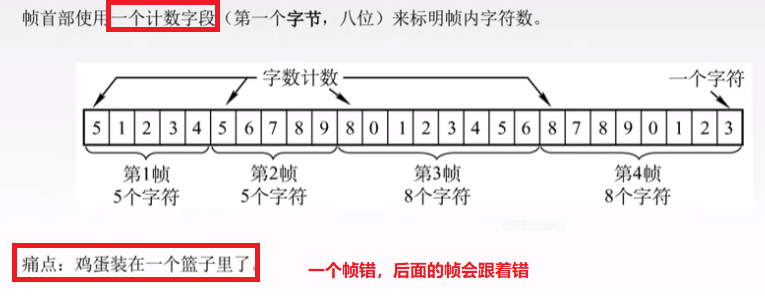 帧首部使用一个计数字段（第一个字节，八位）来标明帧内字符数。
字数计数 一个字符
5 1 2 3 4 5 6 7 8 9 8 0 1 2 3 4 5 6 8 7 8 9 0 1 2 3
第1帧 第2帧 第3帧 第4帧
5个字符 5个字符 8个字符 8个字符
痛点：鸡蛋装在一个篮子里了。
一个帧错，后面的帧会跟着错